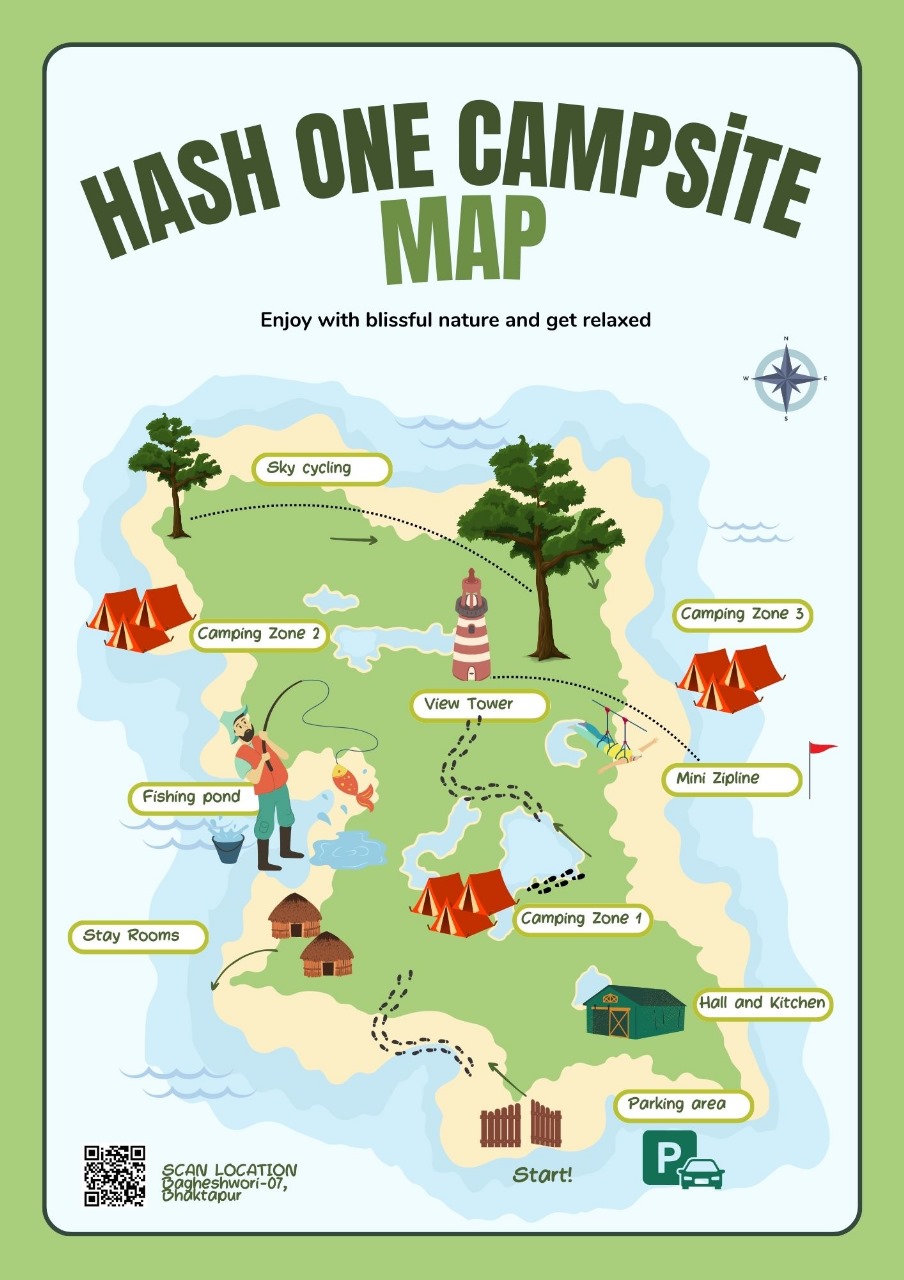 HASH ONE CAMPSiTE
MAP
Enjoy with blissful nature and get relaxed
N
W E
S
Sky cycling
Camping Zone 3
Camping Zone 2
View Tower
Mini Zipline
Fishing pond
Camping Zone 1
Stay Rooms
Hall and Kitchen
Parking area
P
Start!
SCAN LOCATION
Bagheshwori-07,
Bhaktapur